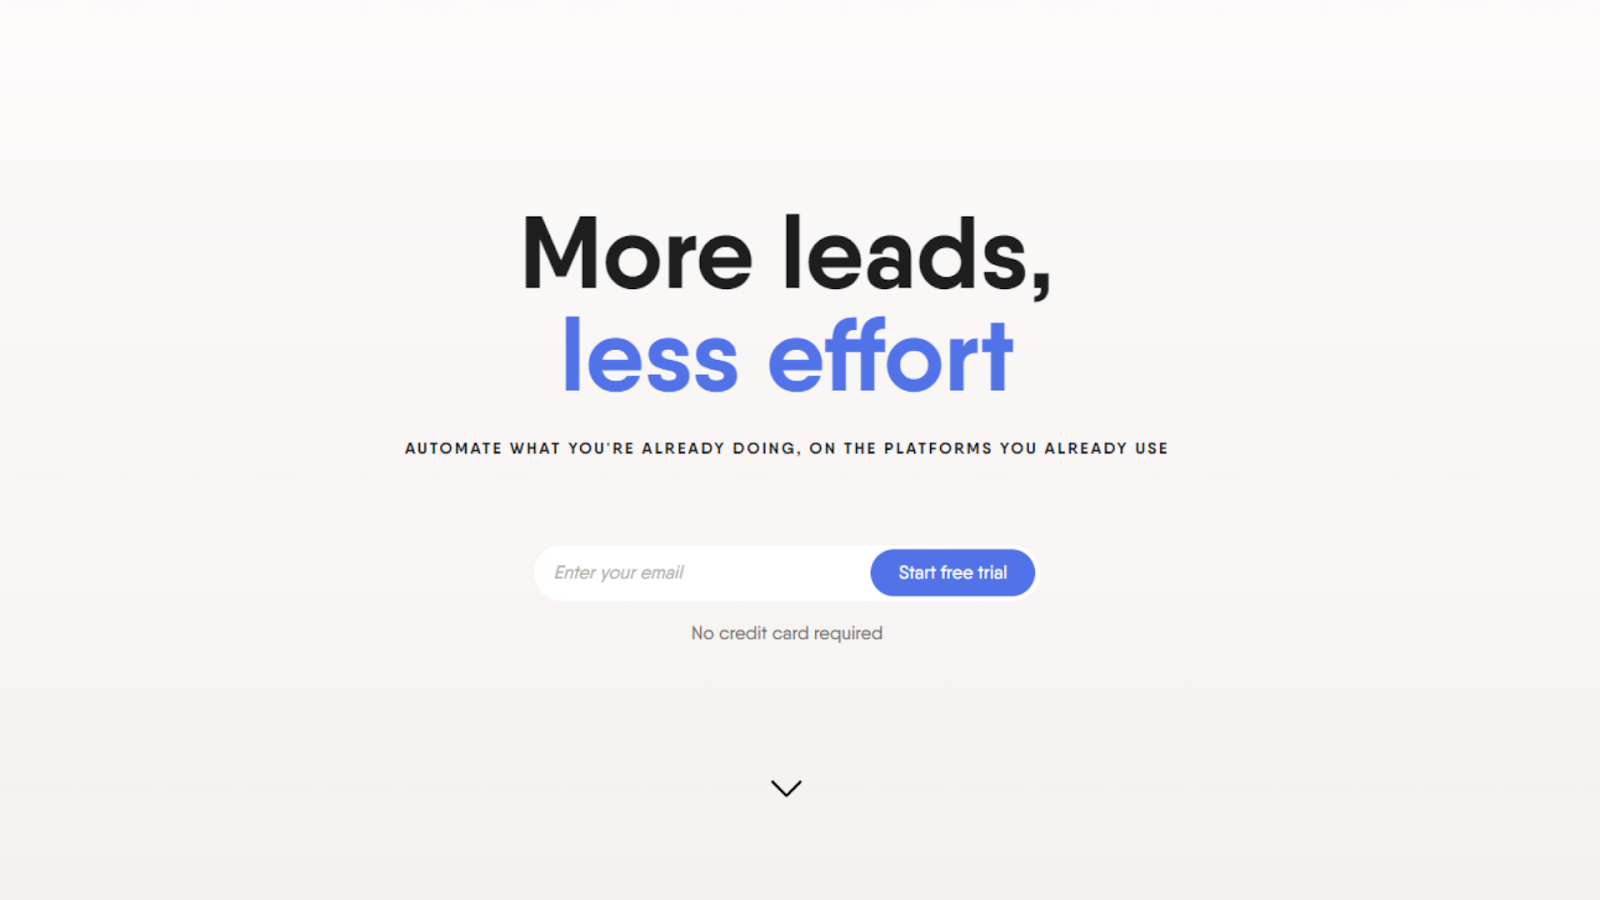 More leads,
less effort
AUTOMATE WHAT YOU'RE ALREADY DOING, ON THE PLATFORMS YOU ALREADY USE
Enter your email
Start free trial
No credit card required